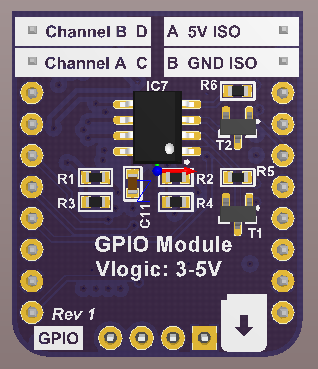 Channel B D A 5V ISO
Channel A C B GND ISO
IC7
R6
T2
R1
R2
R5
R3
R4
C11
T1
GPIO Module
Vlogic: 3-5V
Rev 1
GPIO